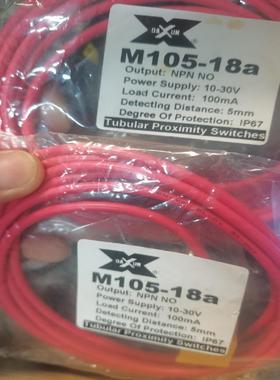 DA XUN
M105-18a
Output: NPN NO
Power Supply: 10-30V
Load Current: 100mA
Detecting Distance: 5mm
Degree Of Protection: IP67
Tubular Proximity Switches
M105-18a
Output: NPN NO
Power Supply: 10-30V
Load Current: 100mA
Detecting Distance: 5mm
Degree Of Protection: IP67
Tubular Proximity Switches